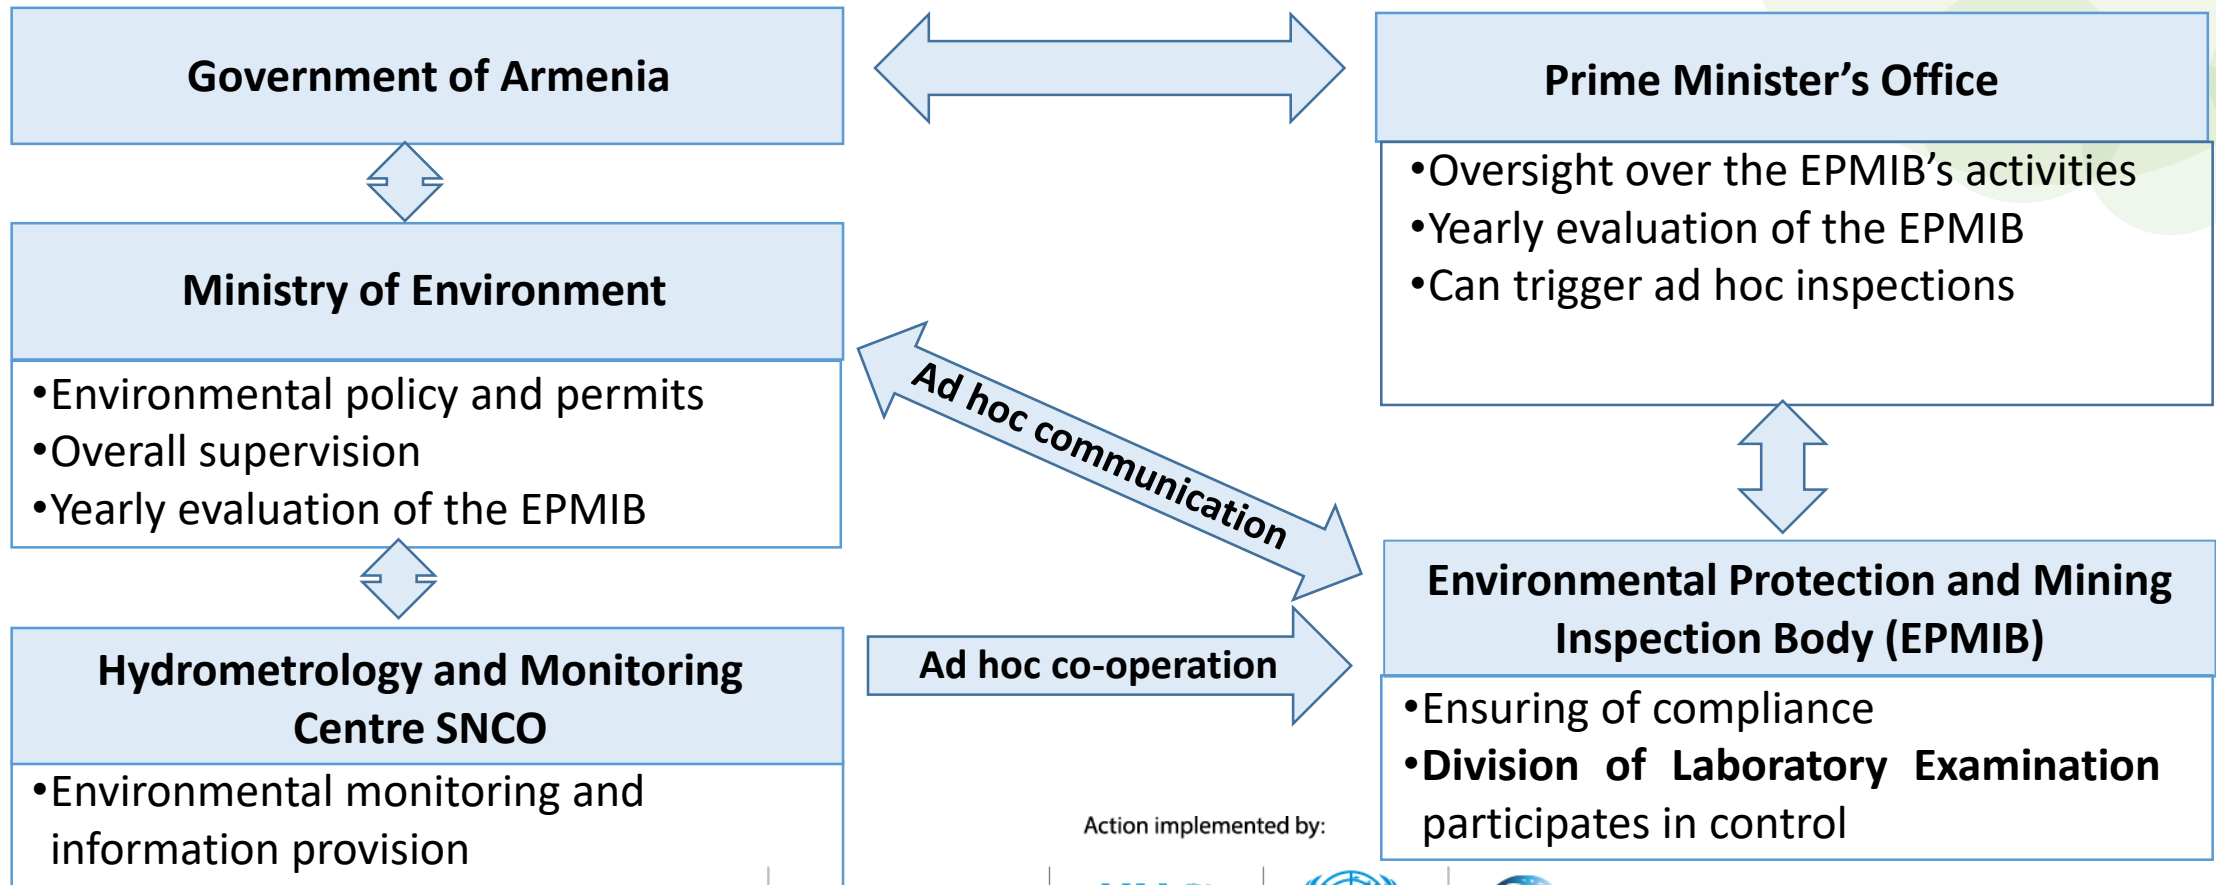 Government of Armenia
Prime Minister’s Office
•Oversight over the EPMIB’s activities
•Yearly evaluation of the EPMIB
•Can trigger ad hoc inspections
Ministry of Environment
•Environmental policy and permits
•Overall supervision
•Yearly evaluation of the EPMIB
Ad hoc communication
Environmental Protection and Mining
Inspection Body (EPMIB)
•Ensuring of compliance
•Division of Laboratory Examination
participates in control
Hydrometrology and Monitoring
Centre SNCO
•Environmental monitoring and
information provision
Ad hoc co-operation
Action implemented by: